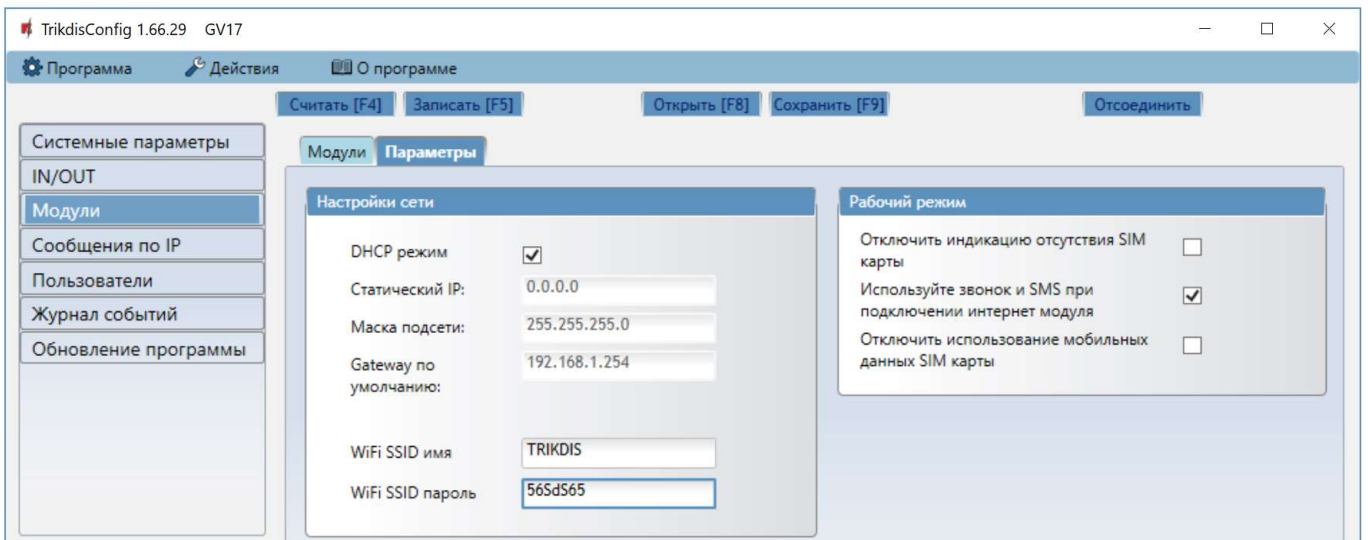 TrikdisConfig 1.66.29 GV17
Программа Действия О программе
Считать [F4] Записать [F5] Открыть [F8] Сохранить [F9] Отсоединить
Системные параметры
IN/OUT
Модули
Сообщения по IP
Пользователи
Журнал событий
Обновление программы
Модули Параметры
Настройки сети
DHCP режим
Статический IP: 0.0.0.0
Маска подсети: 255.255.255.0
Gateway по 192.168.1.254
умолчанию:
WiFi SSID имя TRIKDIS
WiFi SSID пароль 56SdS65
Рабочий режим
Отключить индикацию отсутствия SIM
карты
Используйте звонок и SMS при
подключении интернет модуля
Отключить использование мобильных
данных SIM карты